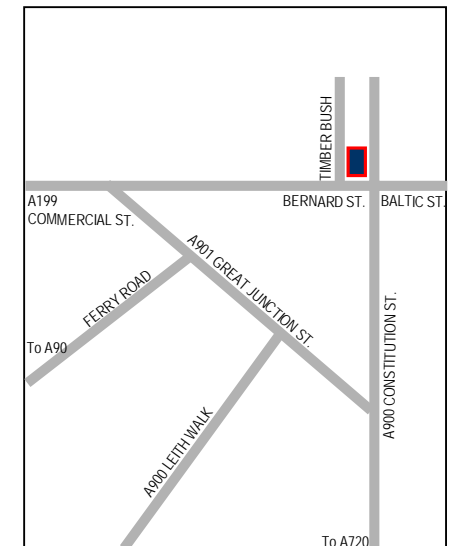 TIMBER BUSH
A199
COMMERCIAL ST.
BERNARD ST.
BALTIC ST.
A901 GREAT JUNCTION ST.
FERRY ROAD
To A90
A900 CONSTITUTION ST.
A900 LEITH WALK
To A720